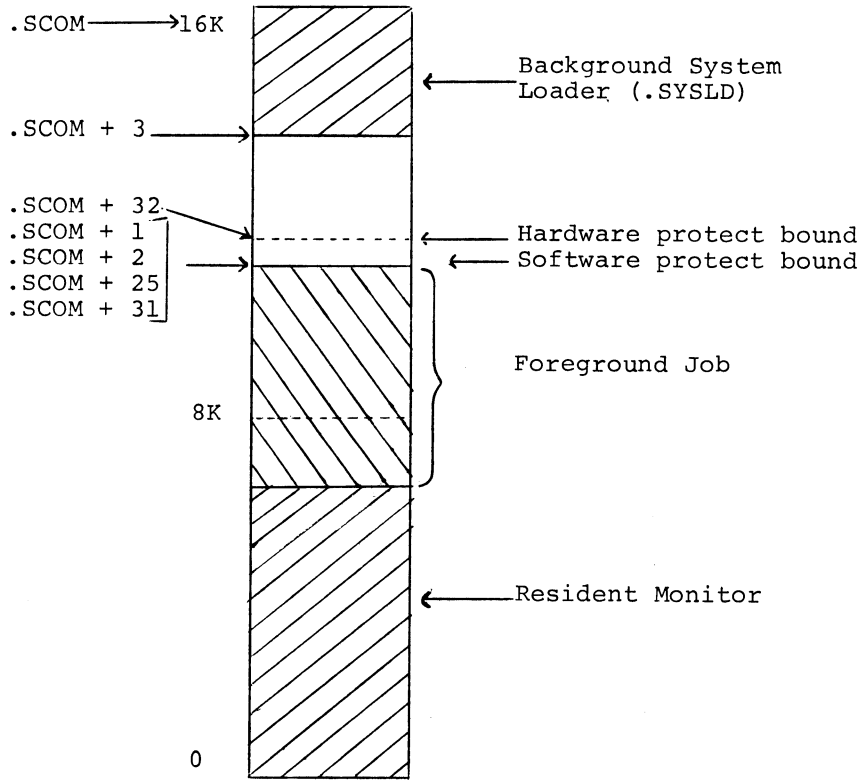 .SCOM 16K
Background System
Loader (.SYSLD)
.SCOM + 3
.SCOM + 32
.SCOM + 1
.SCOM + 2
.SCOM + 25
.SCOM + 31
Hardware protect bound
Software protect bound
Foreground Job
8K
Resident Monitor
0